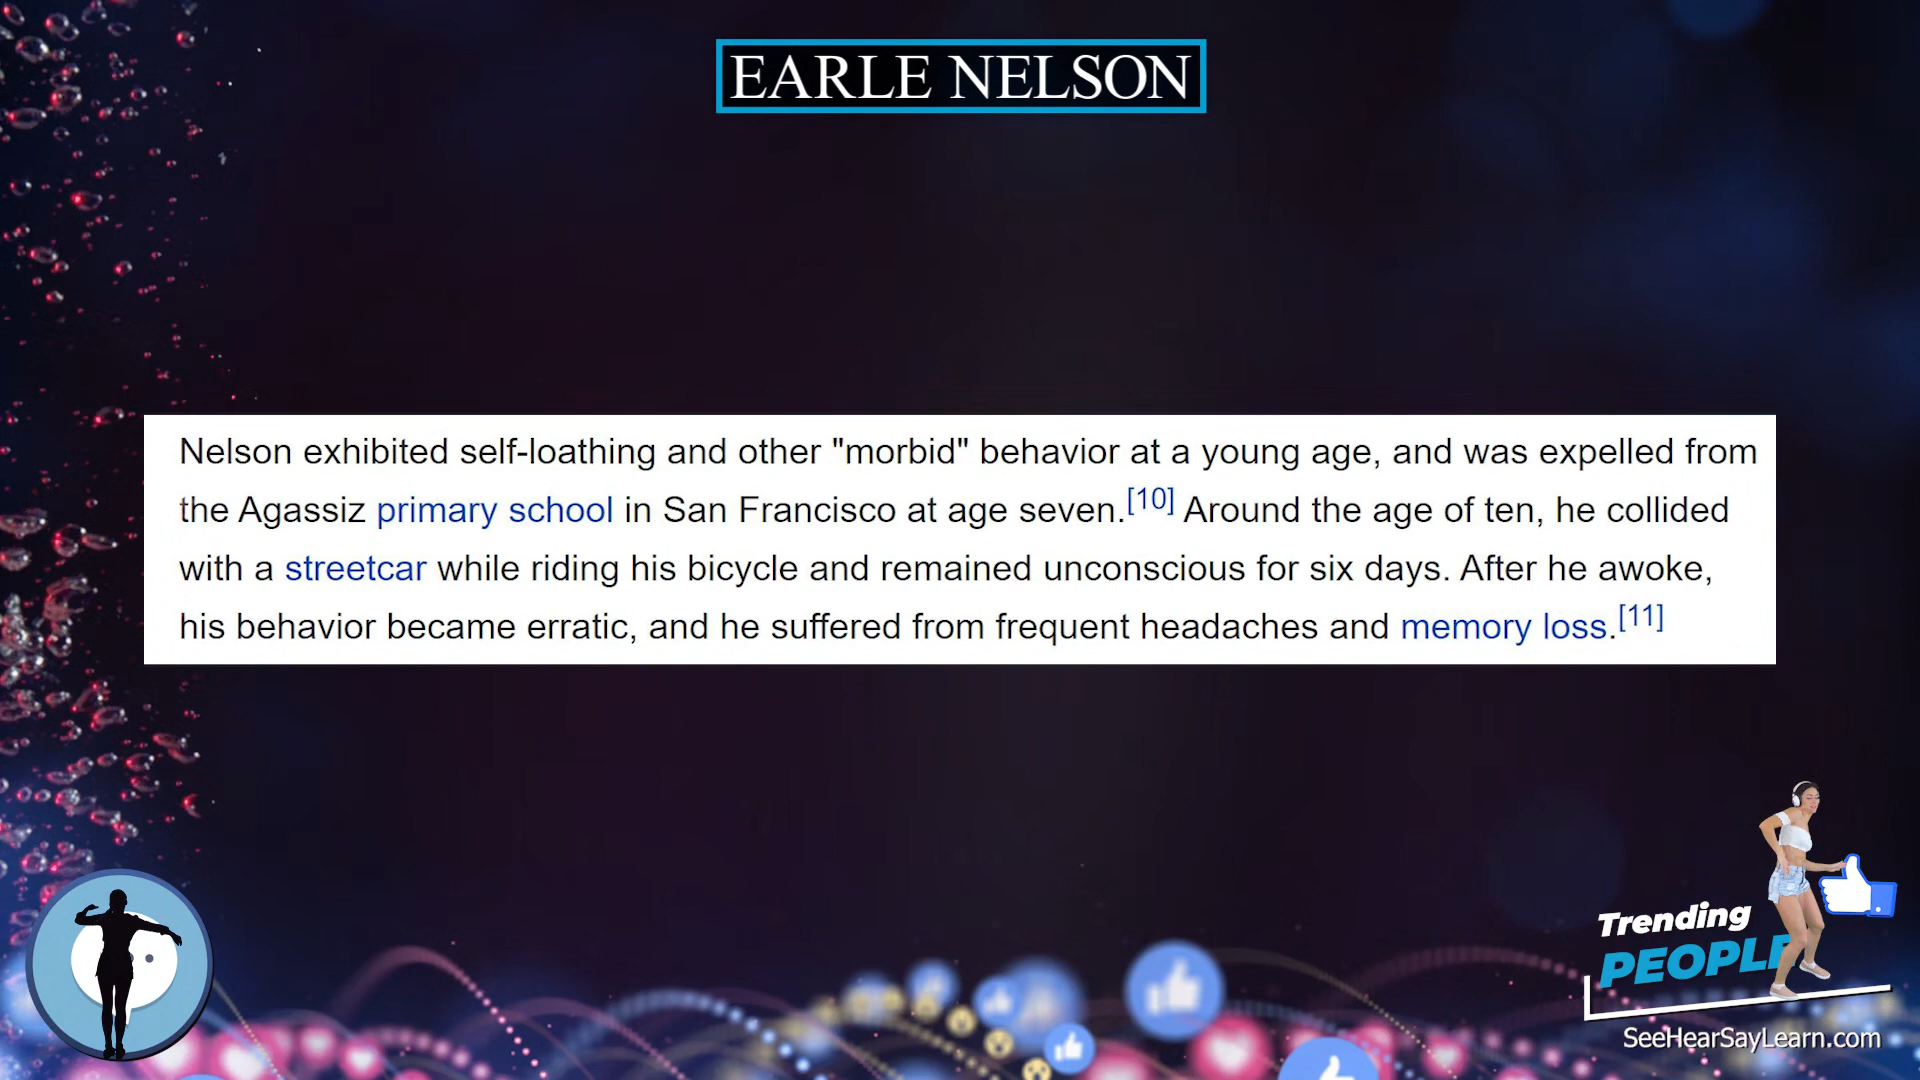 EARLE NELSON
Nelson exhibited self-loathing and other "morbid" behavior at a young age, and was expelled from
the Agassiz primary school in San Francisco at age seven.[10] Around the age of ten, he collided
with a streetcar while riding his bicycle and remained unconscious for six days. After he awoke,
his behavior became erratic, and he suffered from frequent headaches and memory loss.[11]
Trending
PEOPLE
SeeHearSayLearn.com